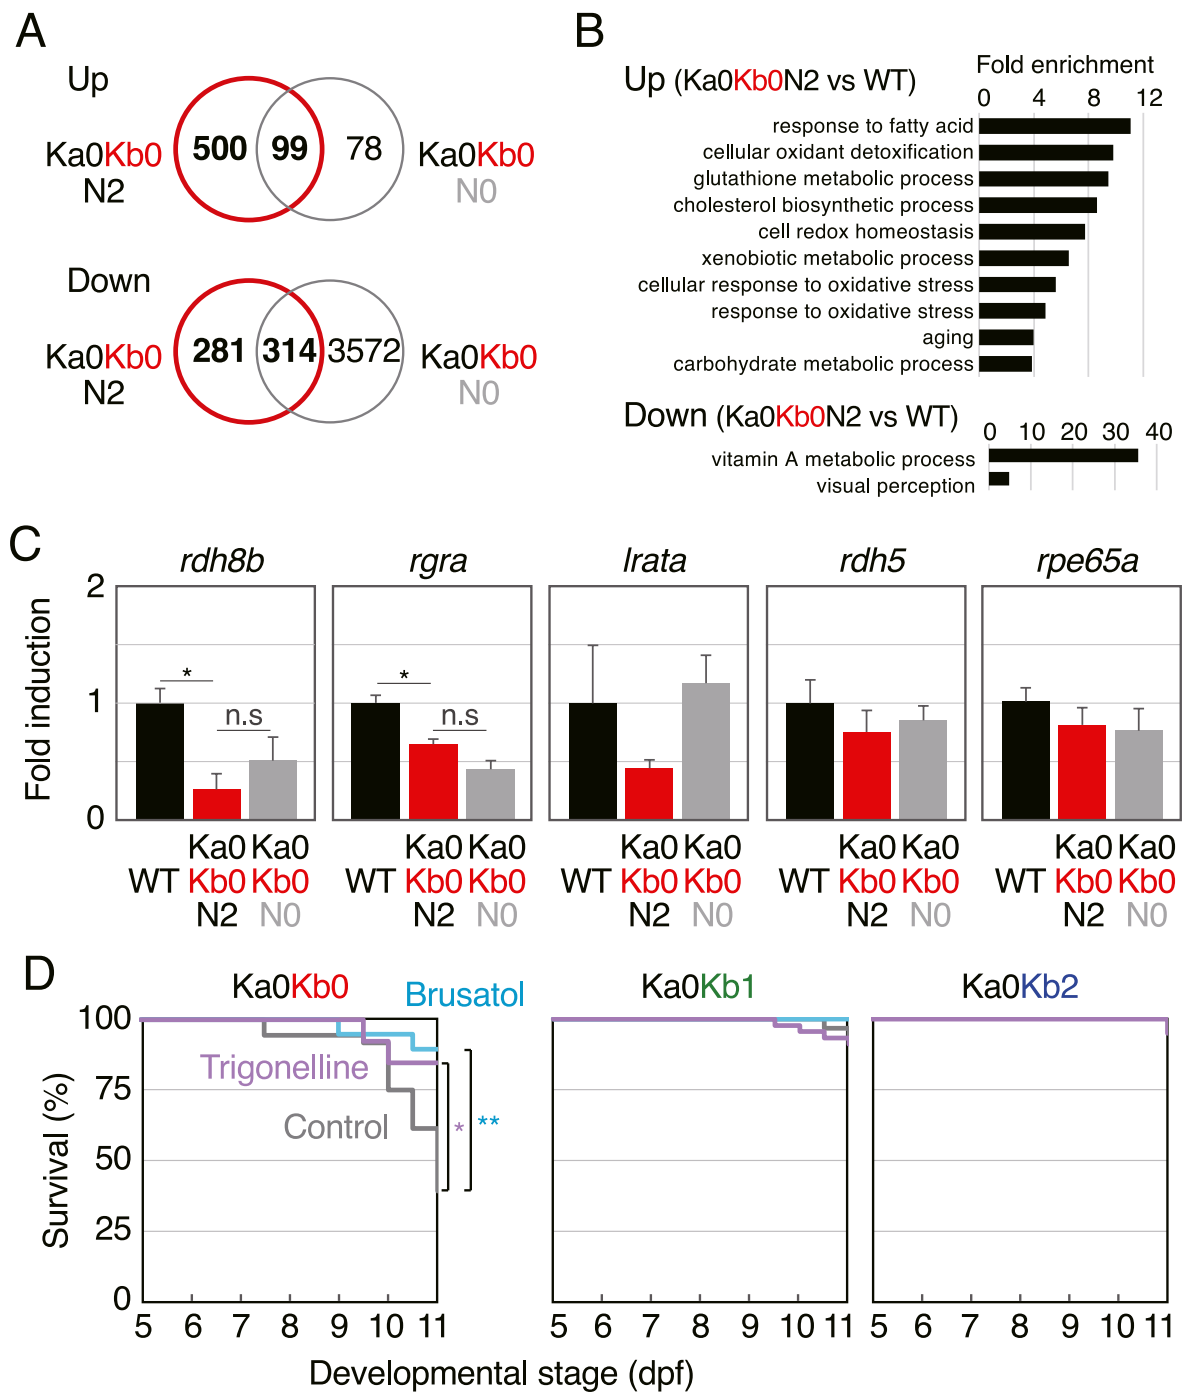 A
Up
500 99 78
Ka0Kb0
N2
Ka0Kb0
N0
Down
281 314 3572
Ka0Kb0
N2
Ka0Kb0
N0
B
Up (Ka0Kb0N2 vs WT)
Fold enrichment
0 4 8 12
response to fatty acid
cellular oxidant detoxification
glutathione metabolic process
cholesterol biosynthetic process
cell redox homeostasis
xenobiotic metabolic process
cellular response to oxidative stress
response to oxidative stress
aging
carbohydrate metabolic process
Down (Ka0Kb0N2 vs WT)
0 10 20 30 40
vitamin A metabolic process
visual perception
C
rdh8b rgra lrata rdh5 rpe65a
Fold induction
2
1
0
* n.s
* n.s
Ka0 Ka0 Ka0 Ka0 Ka0 Ka0 Ka0 Ka0 Ka0 Ka0
WT Kb0 Kb0 WT Kb0 Kb0 WT Kb0 Kb0 WT Kb0 Kb0 WT Kb0 Kb0
N2 N0 N2 N0 N2 N0 N2 N0 N2 N0
D
Ka0Kb0 Ka0Kb1 Ka0Kb2
Brusatol
Trigonelline
Control
* **
Survival (%)
100
75
50
25
0
5 6 7 8 9 10 11 5 6 7 8 9 10 11 5 6 7 8 9 10 11
Developmental stage (dpf)